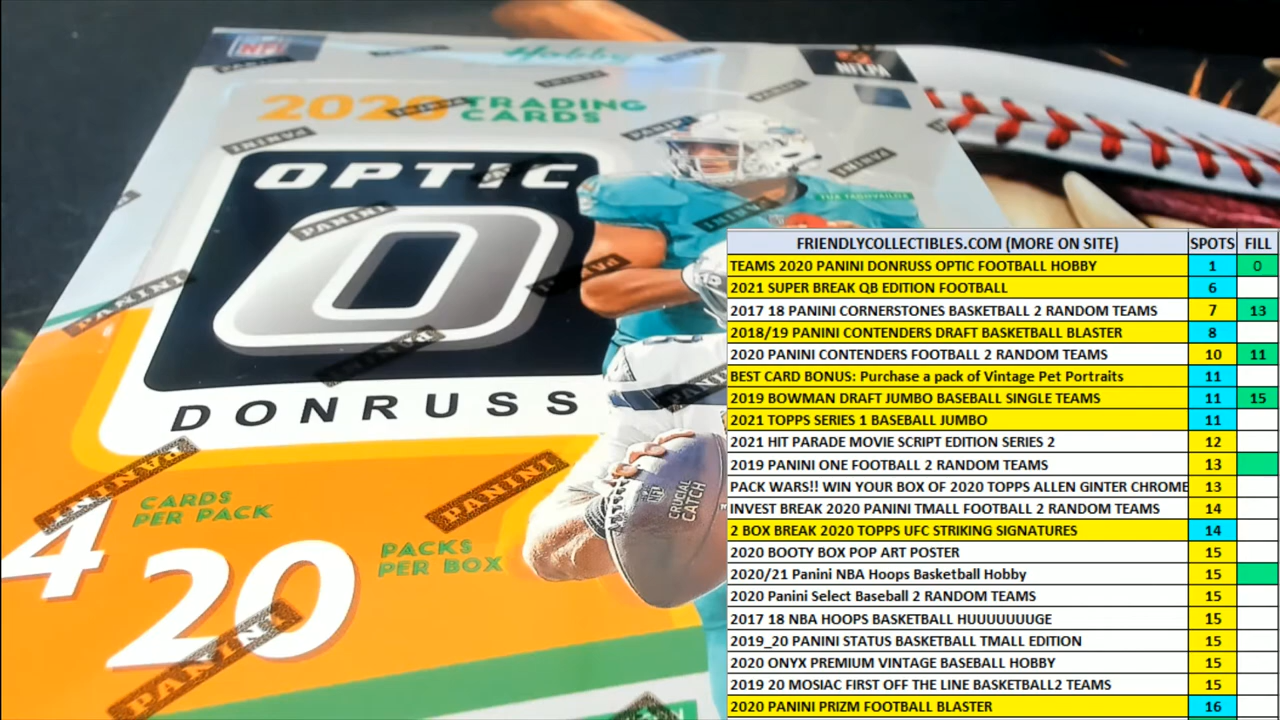 NFL
Hobby
NFLPA
2020 TRADING
CARDS
OPTIC
TUA TAGOVAILOA
DONRUSS
4 CARDS
PER PACK
20 PACKS
PER BOX
NFL
CRUCIAL
CATCH
PANINI
FRIENDLYCOLLECTIBLES.COM (MORE ON SITE) SPOTS FILL
TEAMS 2020 PANINI DONRUSS OPTIC FOOTBALL HOBBY 1 0
2021 SUPER BREAK QB EDITION FOOTBALL 6
2017 18 PANINI CORNERSTONES BASKETBALL 2 RANDOM TEAMS 7 13
2018/19 PANINI CONTENDERS DRAFT BASKETBALL BLASTER 8
2020 PANINI CONTENDERS FOOTBALL 2 RANDOM TEAMS 10 11
BEST CARD BONUS: Purchase a pack of Vintage Pet Portraits 11
2019 BOWMAN DRAFT JUMBO BASEBALL SINGLE TEAMS 11 15
2021 TOPPS SERIES 1 BASEBALL JUMBO 11
2021 HIT PARADE MOVIE SCRIPT EDITION SERIES 2 12
2019 PANINI ONE FOOTBALL 2 RANDOM TEAMS 13
PACK WARS!! WIN YOUR BOX OF 2020 TOPPS ALLEN GINTER CHROME 13
INVEST BREAK 2020 PANINI TMALL FOOTBALL 2 RANDOM TEAMS 14
2 BOX BREAK 2020 TOPPS UFC STRIKING SIGNATURES 14
2020 BOOTY BOX POP ART POSTER 15
2020/21 Panini NBA Hoops Basketball Hobby 15
2020 Panini Select Baseball 2 RANDOM TEAMS 15
2017 18 NBA HOOPS BASKETBALL HUUUUUUUGE 15
2019_20 PANINI STATUS BASKETBALL TMALL EDITION 15
2020 ONYX PREMIUM VINTAGE BASEBALL HOBBY 15
2019 20 MOSIAC FIRST OFF THE LINE BASKETBALL2 TEAMS 15
2020 PANINI PRIZM FOOTBALL BLASTER 16